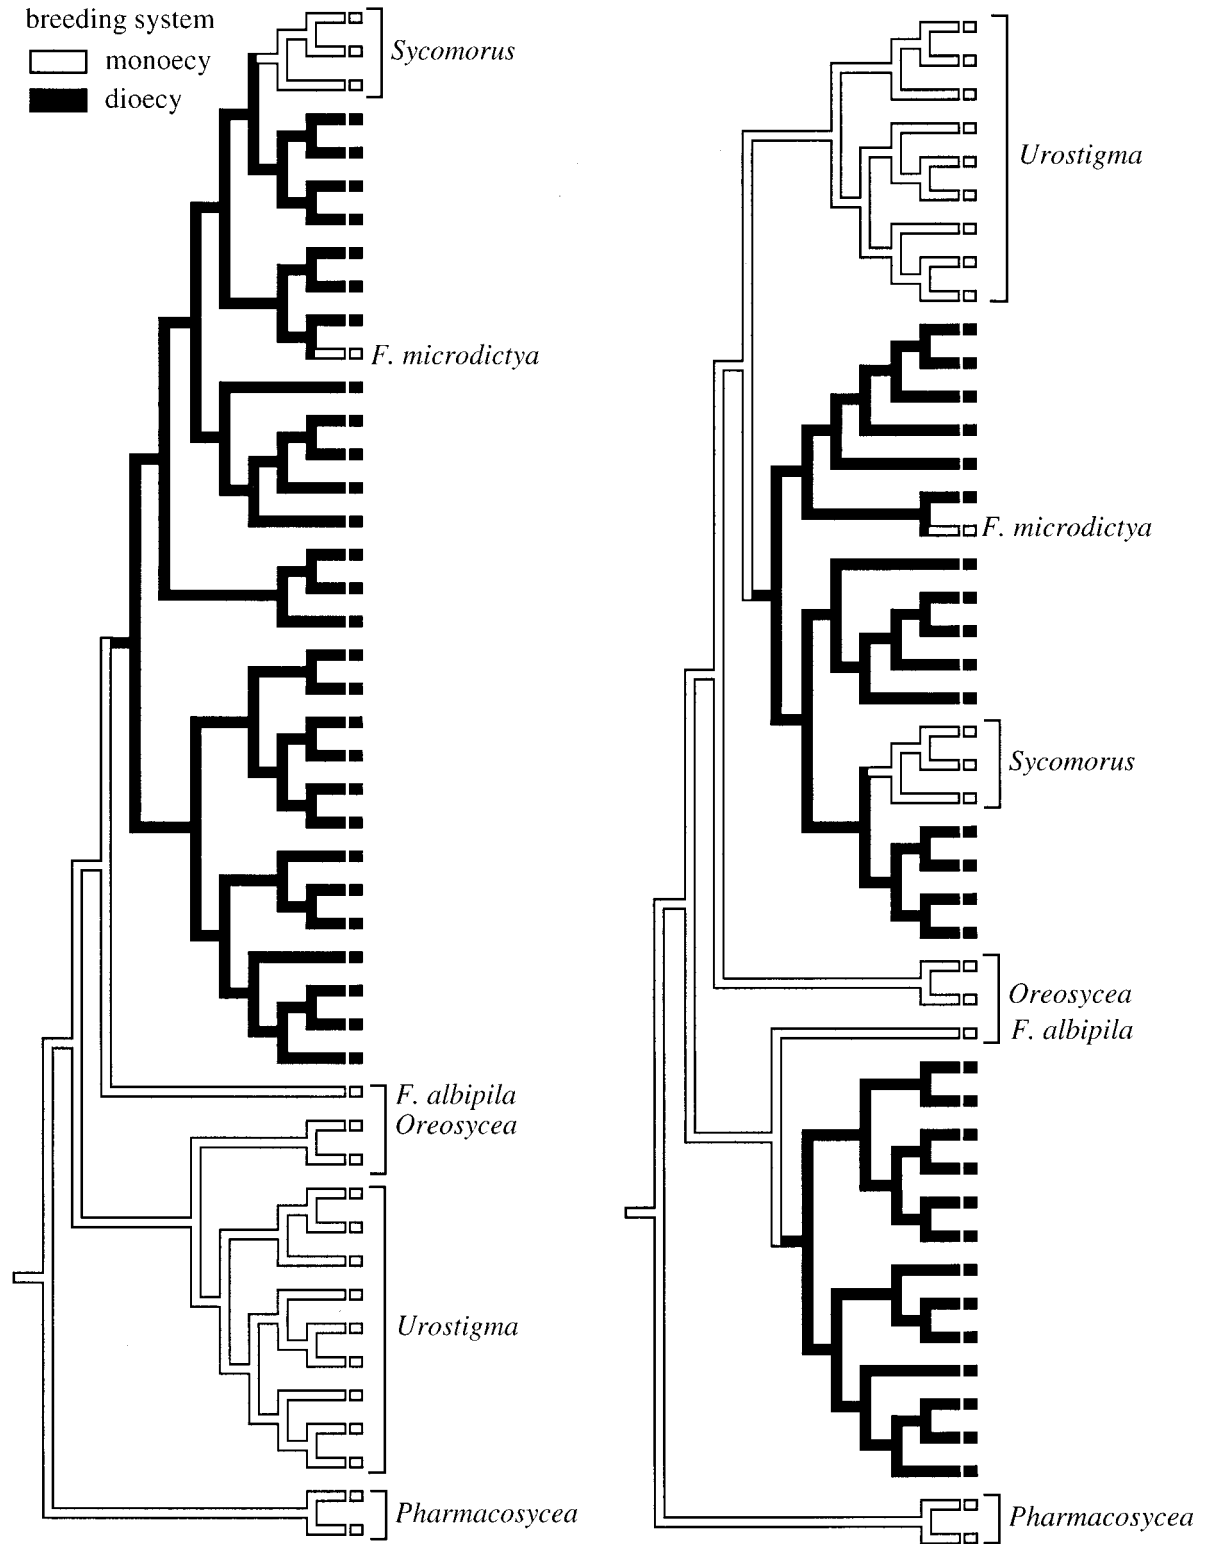 breeding system
monoecy
dioecy
Sycomorus
F. microdictya
F. albipila
Oreosycea
Urostigma
Pharmacosycea
Urostigma
F. microdictya
Sycomorus
Oreosycea
F. albipila
Pharmacosycea